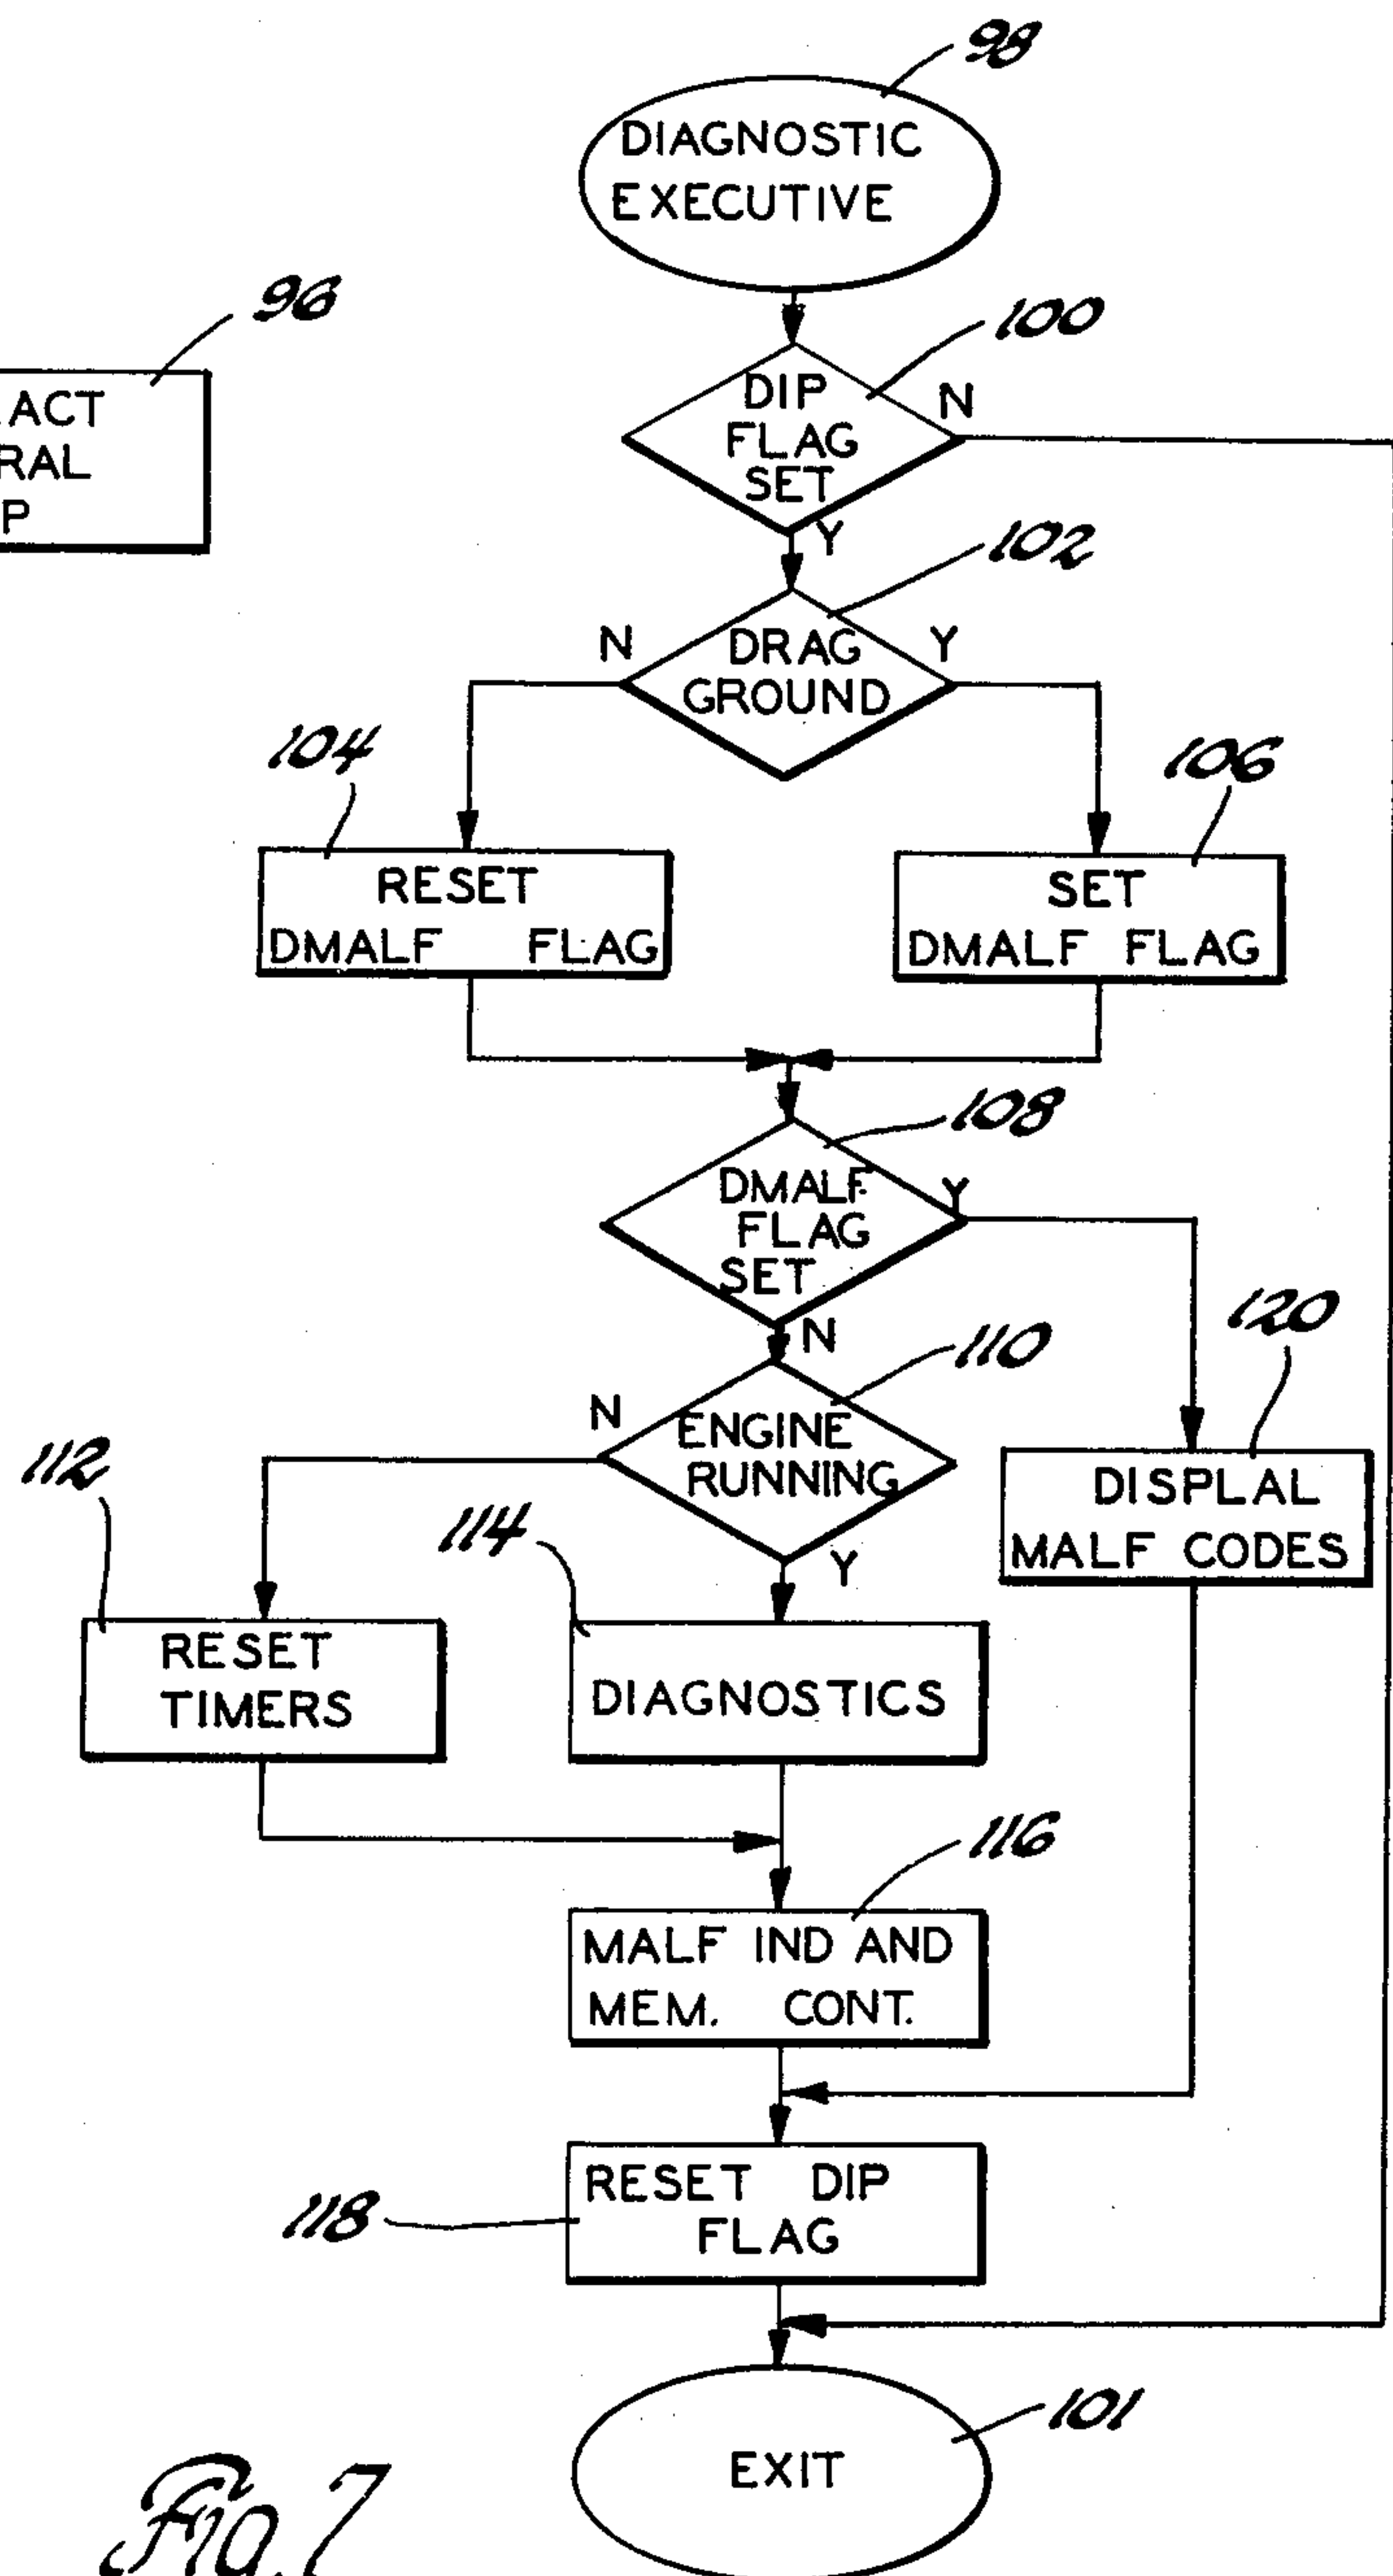 98
DIAGNOSTIC
EXECUTIVE
96
ACT
RAL
P
100
DIP
FLAG
SET
N
Y
102
N
DRAG
GROUND
Y
104
106
RESET
DMALF FLAG
SET
DMALF FLAG
108
DMALF
FLAG
SET
Y
N
120
110
N
ENGINE
RUNNING
Y
112
114
DISPLAL
MALF CODES
RESET
TIMERS
DIAGNOSTICS
116
MALF IND AND
MEM. CONT.
118
RESET DIP
FLAG
101
EXIT
Fig. 7